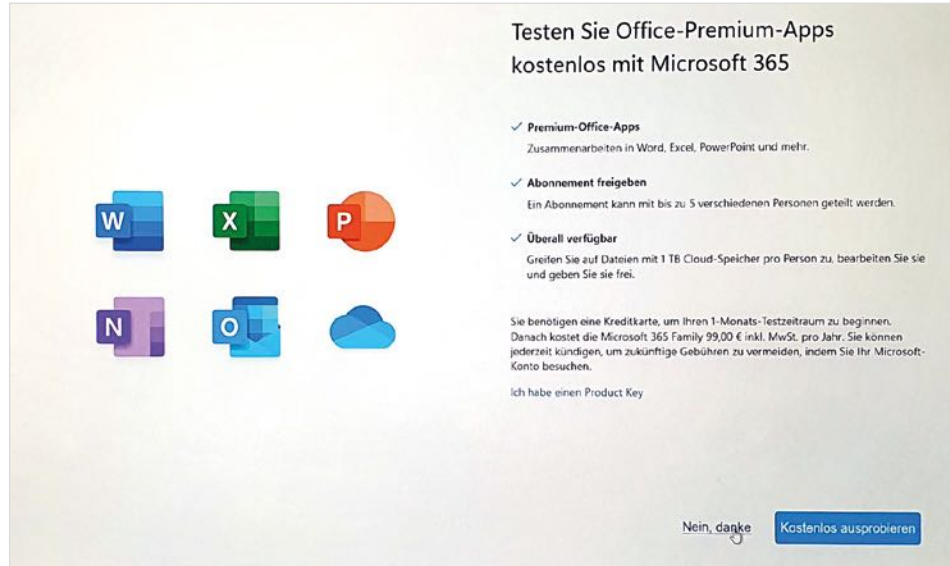 Testen Sie Office-Premium-Apps
kostenlos mit Microsoft 365
Premium-Office-Apps
Zusammenarbeiten in Word, Excel, PowerPoint und mehr.
Abonnement freigeben
Ein Abonnement kann mit bis zu 5 verschiedenen Personen geteilt werden.
Überall verfügbar
Greifen Sie auf Dateien mit 1 TB Cloud-Speicher pro Person zu, bearbeiten Sie sie
und geben Sie sie frei.
W X P
N O
Sie benötigen eine Kreditkarte, um Ihren 1-Monats-Testzeitraum zu beginnen.
Danach kostet die Microsoft 365 Family 99,00 € inkl. MwSt. pro Jahr. Sie können
jederzeit kündigen, um zukünftige Gebühren zu vermeiden, indem Sie Ihr Microsoft-
Konto besuchen.
Ich habe einen Product Key
Nein, danke
Kostenlos ausprobieren